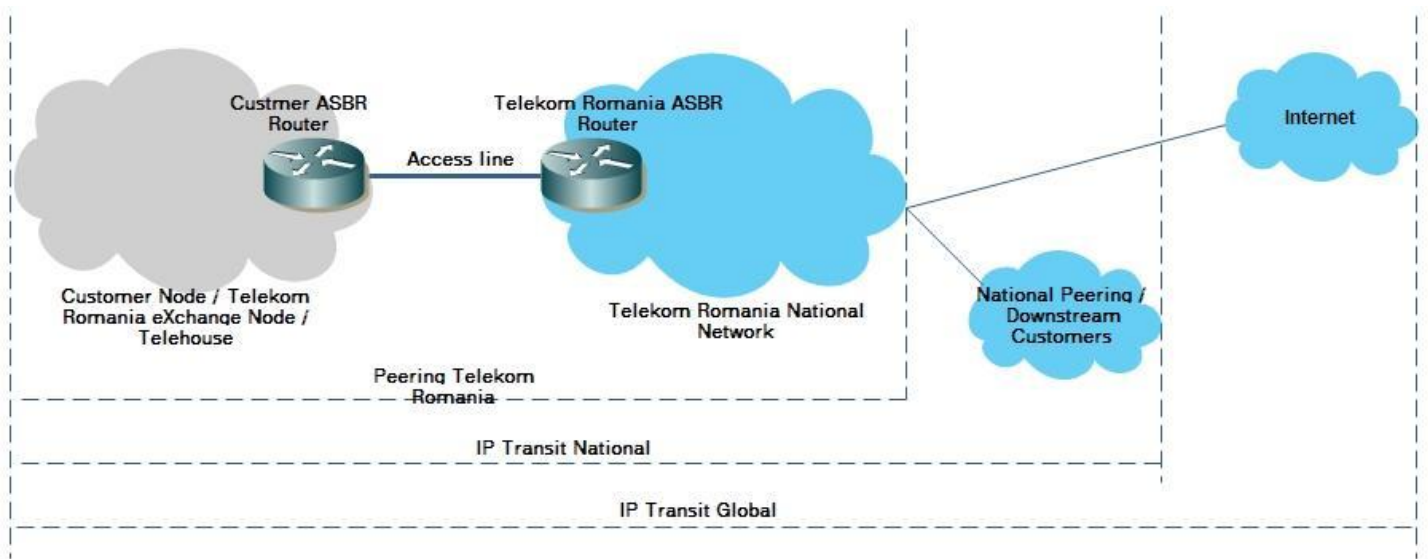 Custmer ASBR
Router
Telekom Romania ASBR
Router
Access line
Internet
Customer Node / Telekom
Romania eXchange Node /
Telehouse
Telekom Romania National
Network
National Peering /
Downstream
Customers
Peering Telekom
Romania
IP Transit National
IP Transit Global